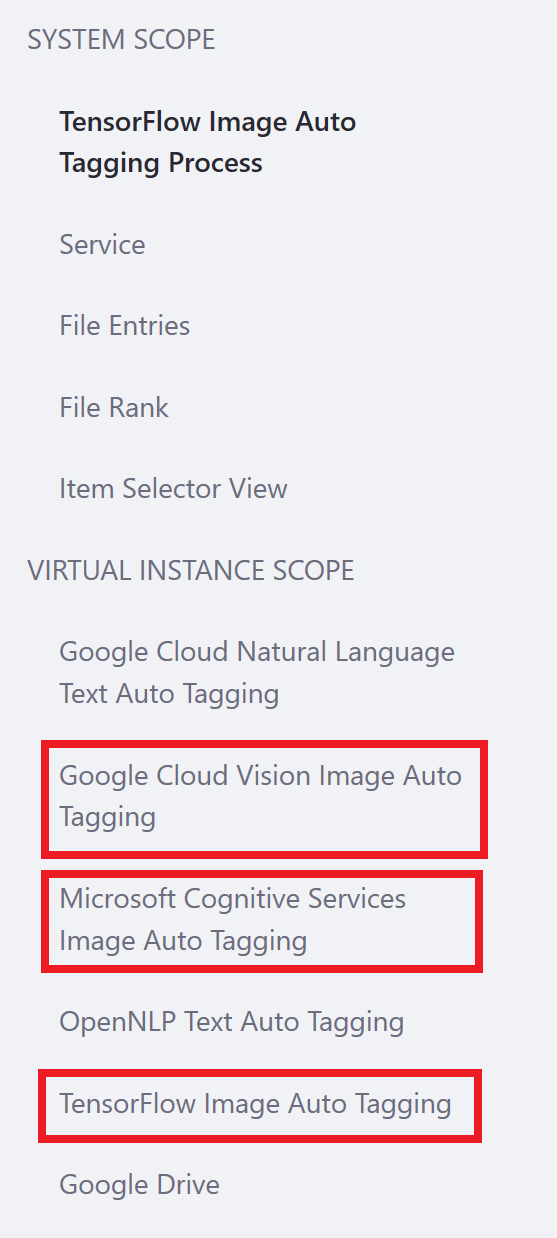 SYSTEM SCOPE
TensorFlow Image Auto
Tagging Process
Service
File Entries
File Rank
Item Selector View
VIRTUAL INSTANCE SCOPE
Google Cloud Natural Language
Text Auto Tagging
Google Cloud Vision Image Auto
Tagging
Microsoft Cognitive Services
Image Auto Tagging
OpenNLP Text Auto Tagging
TensorFlow Image Auto Tagging
Google Drive